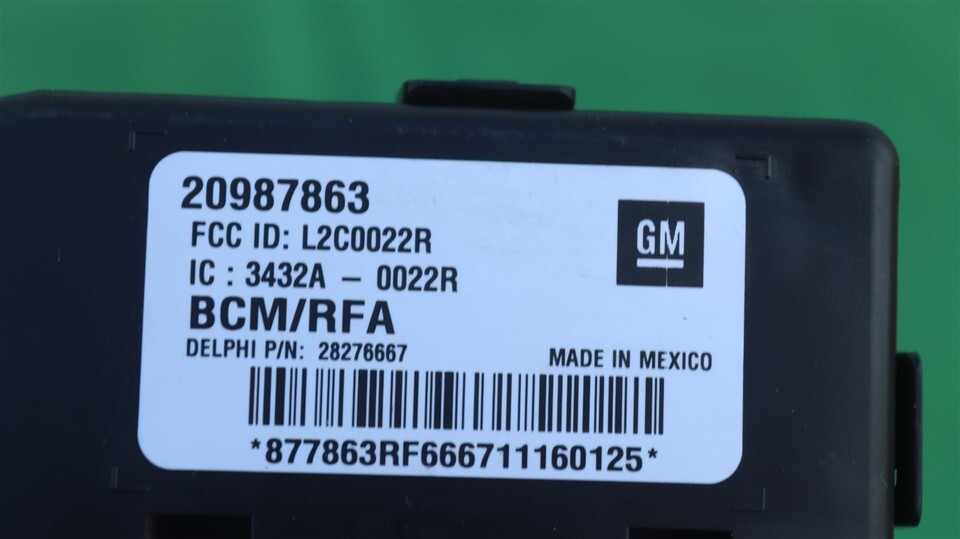 20987863
GM
FCC ID: L2C0022R
IC : 3432A – 0022R
BCM/RFA
DELPHI P/N: 28276667
MADE IN MEXICO
*877863RF666711160125*